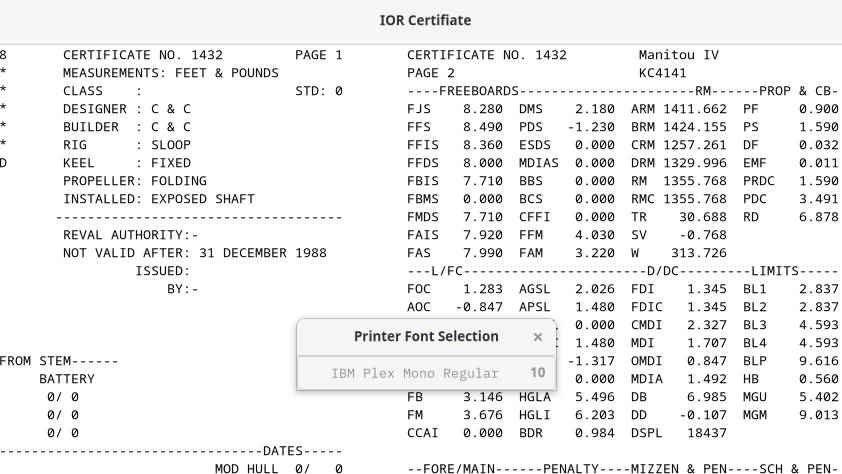 IOR Certifiate
8 CERTIFICATE NO. 1432 PAGE 1 CERTIFICATE NO. 1432 Manitou IV
* MEASUREMENTS: FEET & POUNDS PAGE 2 KC4141
* CLASS : STD: 0 ----FREEBOARDS----------------------RM------PROP & CB-
* DESIGNER : C & C FJS 8.280 DMS 2.180 ARM 1411.662 PF 0.900
* BUILDER : C & C FFS 8.490 PDS -1.230 BRM 1424.155 PS 1.590
* RIG : SLOOP FFIS 8.360 ESDS 0.000 CRM 1257.261 DF 0.032
D KEEL : FIXED FFDS 8.000 MDIAS 0.000 DRM 1329.996 EMF 0.011
PROPELLER: FOLDING FBIS 7.710 BBS 0.000 RM 1355.768 PRDC 1.590
INSTALLED: EXPOSED SHAFT FBMS 0.000 BCS 0.000 RMC 1355.768 PDC 3.491
------------------------------------ FMDS 7.710 CFFI 0.000 TR 30.688 RD 6.878
REVAL AUTHORITY:- FAIS 7.920 FFM 4.030 SV -0.768
NOT VALID AFTER: 31 DECEMBER 1988 FAS 7.990 FAM 3.220 W 313.726
ISSUED: ---L/FC-----------------------D/DC---------LIMITS-----
BY:- FOC 1.283 AGSL 2.026 FDI 1.345 BL1 2.837
AOC -0.847 APSL 1.480 FDIC 1.345 BL2 2.837
0.000 CMDI 2.327 BL3 4.593
Printer Font Selection ×
1.480 MDI 1.707 BL4 4.593
FROM STEM------ -1.317 OMDI 0.847 BLP 9.616
IBM Plex Mono Regular 10
BATTERY 0.000 MDIA 1.492 HB 0.560
0/ 0 FB 3.146 HGLA 5.496 DB 6.985 MGU 5.402
0/ 0 FM 3.676 HGLI 6.203 DD -0.107 MGM 9.013
0/ 0 CCAI 0.000 BDR 0.984 DSPL 18437
---------------------------------DATES-----
MOD HULL 0/ 0 --FORE/MAIN------PENALTY----MIZZEN & PEN----SCH & PEN-